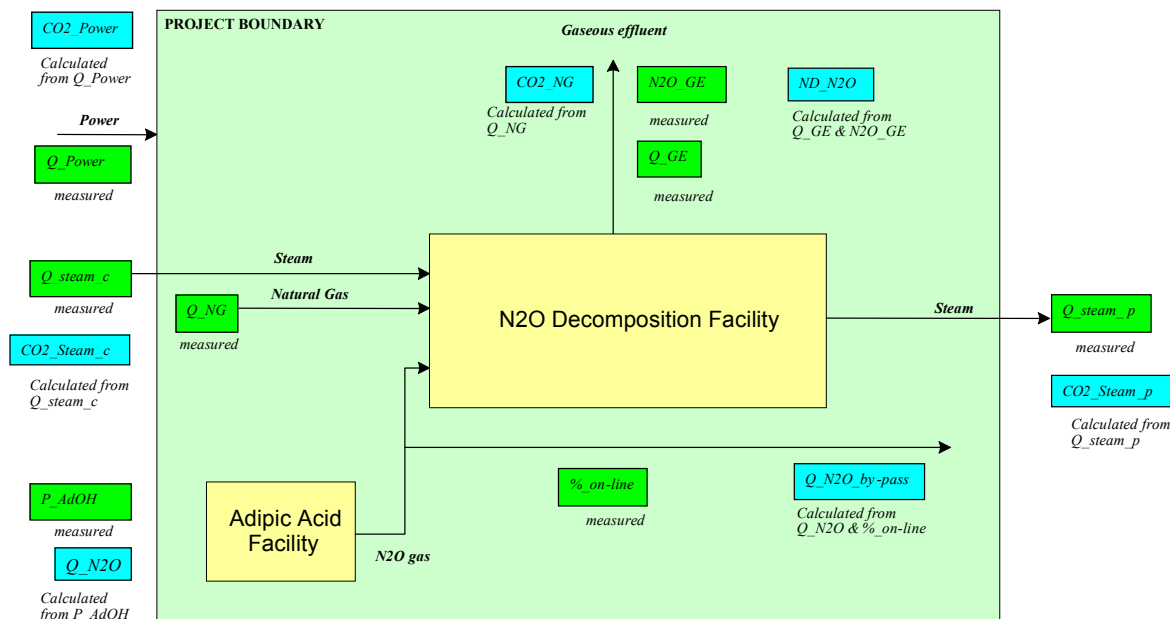 CO2_Power
Calculated
from Q_Power
Power
Q_Power
measured
Q_steam_c
measured
CO2_Steam_c
Calculated from
Q_steam_c
P_AdOH
measured
Q_N2O
Calculated
from P_AdOH
PROJECT BOUNDARY
Gaseous effluent
CO2_NG
Calculated from
Q_NG
N2O_GE
measured
Q_GE
measured
ND_N2O
Calculated from
Q_GE & N2O_GE
Steam
Natural Gas
Q_NG
measured
N2O Decomposition Facility
Steam
Adipic Acid
Facility
N2O gas
%_on-line
measured
Q_N2O_by-pass
Calculated from
Q_N2O & %_on-line
Q_steam_p
measured
CO2_Steam_p
Calculated from
Q_steam_p